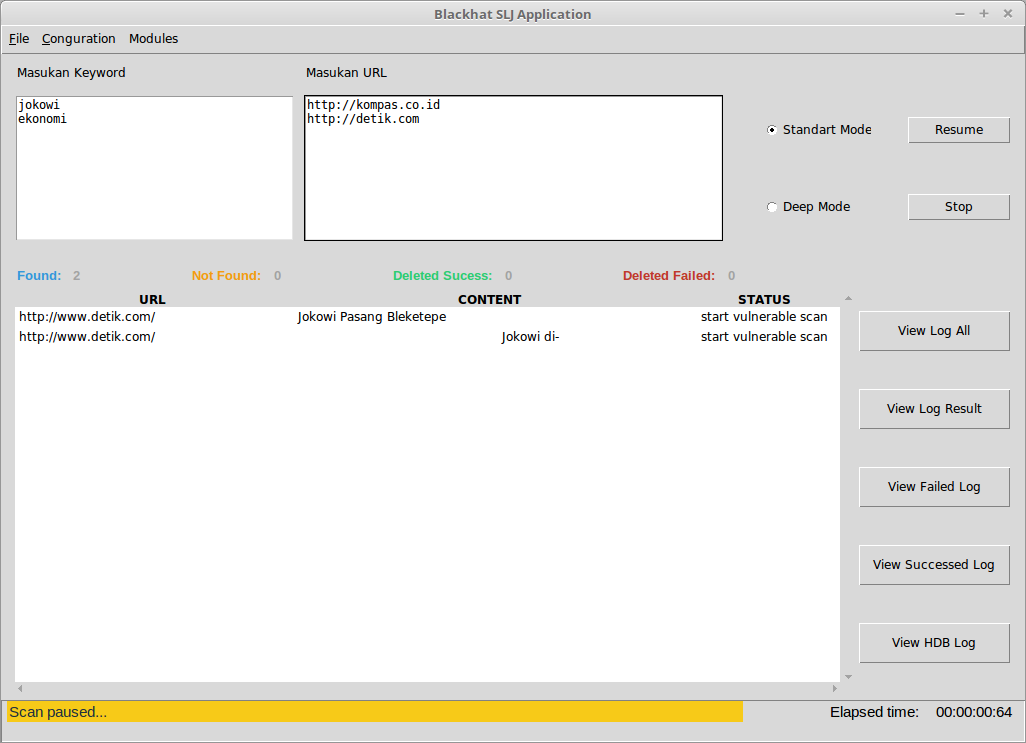 Blackhat SLJ Application
File Conguration Modules
Masukan Keyword Masukan URL
jokowi
ekonomi
http://kompas.co.id
http://detik.com
Standart Mode Resume
Deep Mode Stop
Found: 2 Not Found: 0 Deleted Sucess: 0 Deleted Failed: 0
URL CONTENT STATUS
http://www.detik.com/ Jokowi Pasang Bleketepe start vulnerable scan
http://www.detik.com/ Jokowi di- start vulnerable scan
View Log All
View Log Result
View Failed Log
View Successed Log
View HDB Log
Scan paused... Elapsed time: 00:00:00:64